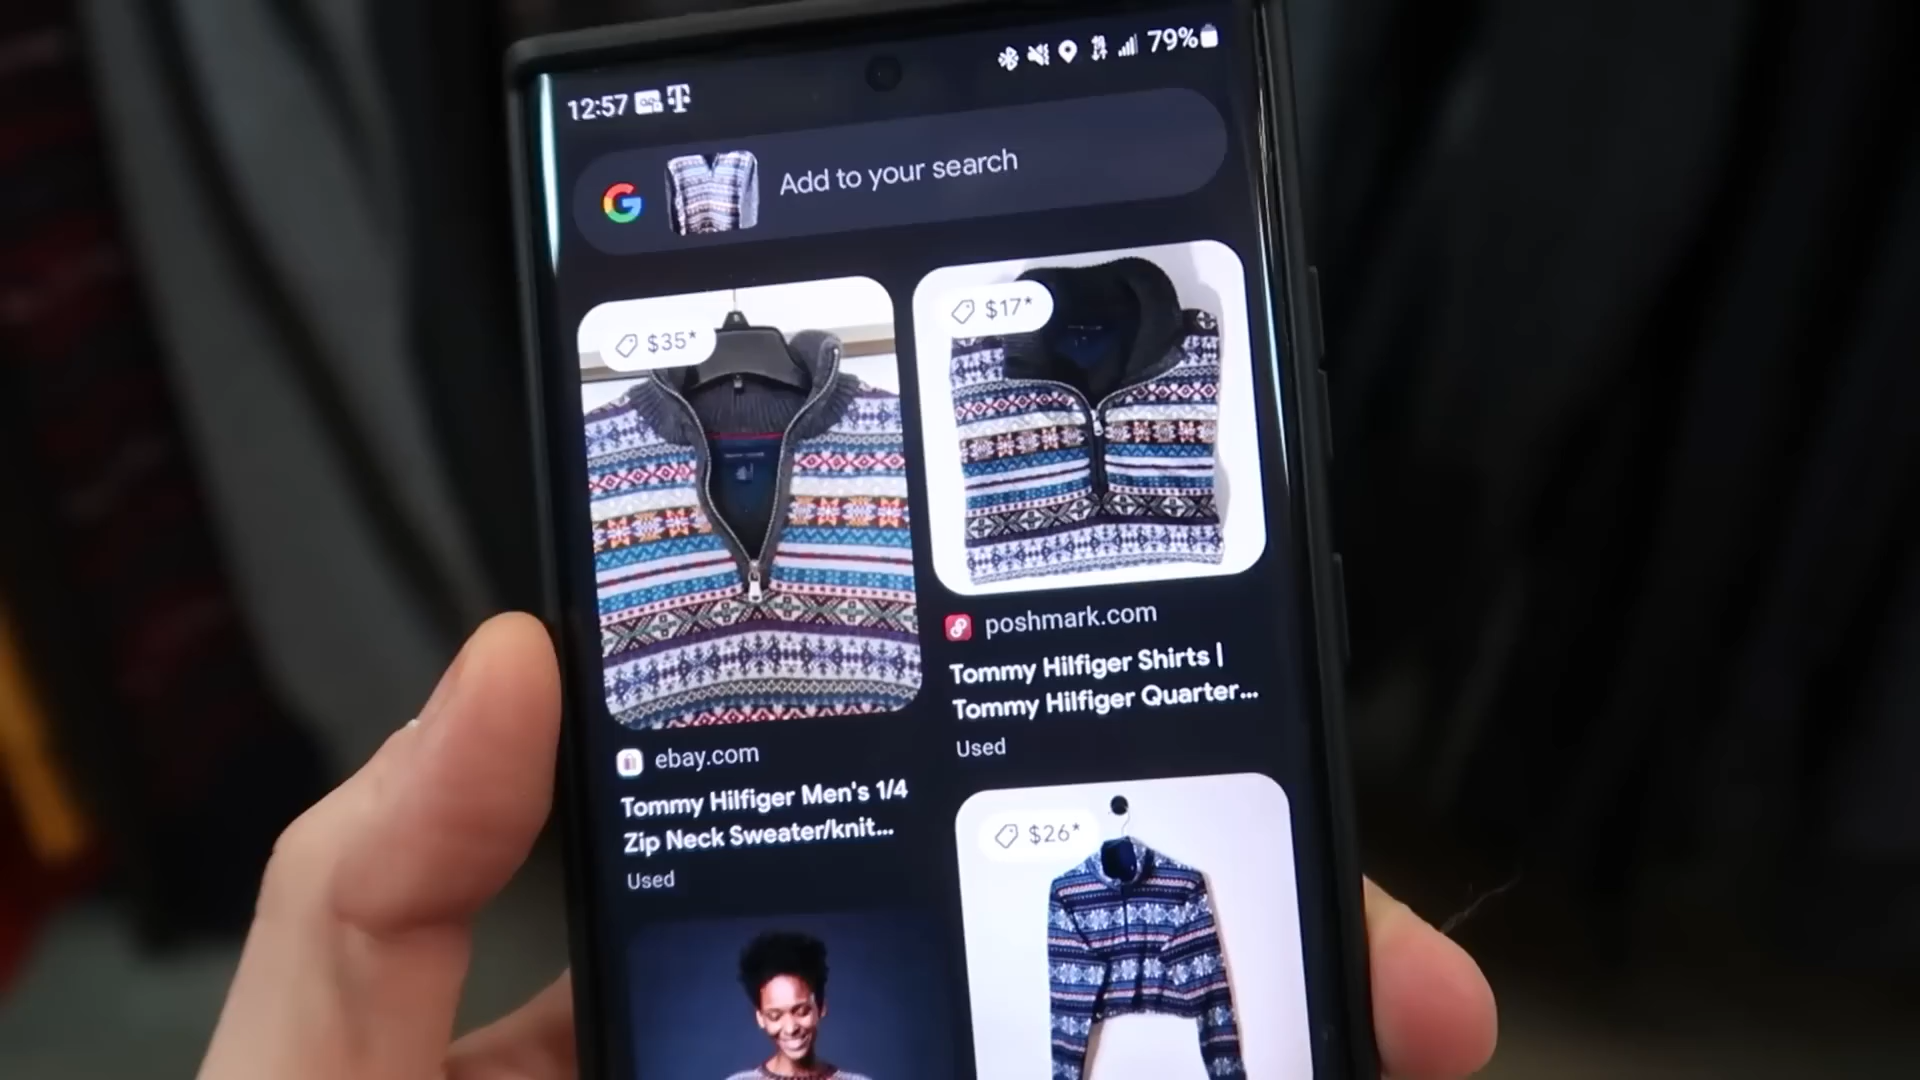 12:57
79%
Add to your search
$35*
ebay.com
Tommy Hilfiger Men's 1/4
Zip Neck Sweater/knit...
Used
$17*
poshmark.com
Tommy Hilfiger Shirts |
Tommy Hilfiger Quarter...
Used
$26*